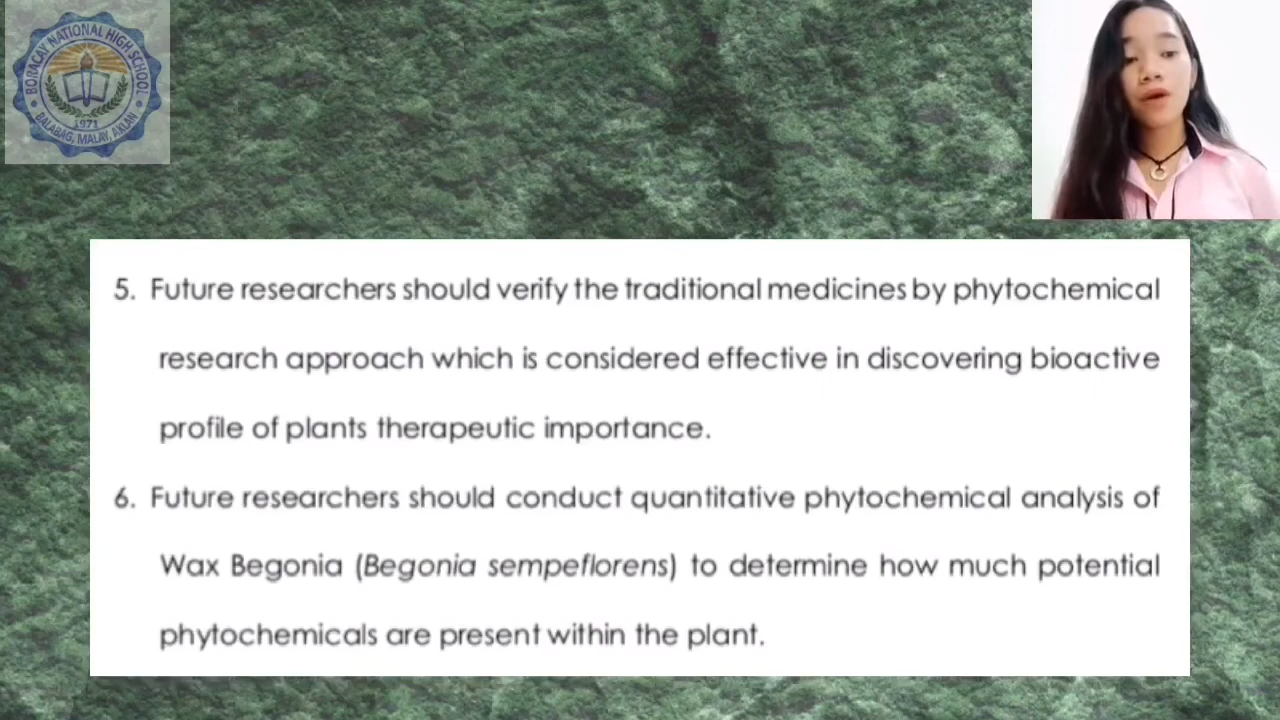 BORACAY NATIONAL HIGH SCHOOL
1971
BALABAG, MALAY, AKLAN
5. Future researchers should verify the traditional medicines by phytochemical
research approach which is considered effective in discovering bioactive
profile of plants therapeutic importance.
6. Future researchers should conduct quantitative phytochemical analysis of
Wax Begonia (Begonia sempeflorens) to determine how much potential
phytochemicals are present within the plant.